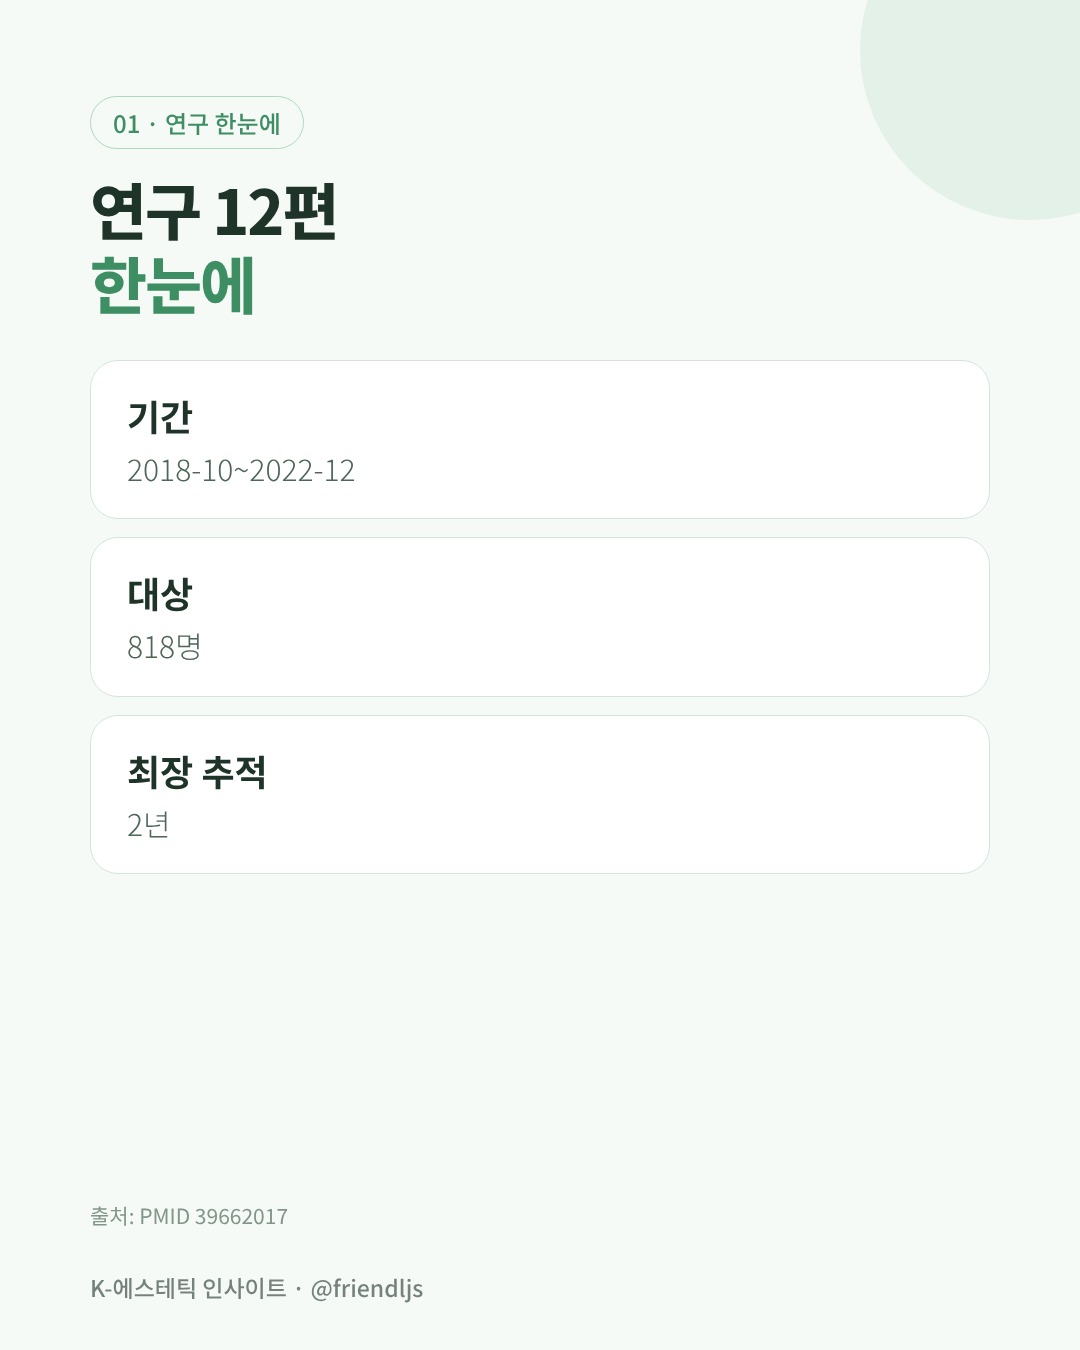 01 · 연구 한눈에
연구 12편
한눈에
기간
2018-10~2022-12
대상
818명
최장 추적
2년
출처: PMID 39662017
K-에스테틱 인사이트 · @friendljs